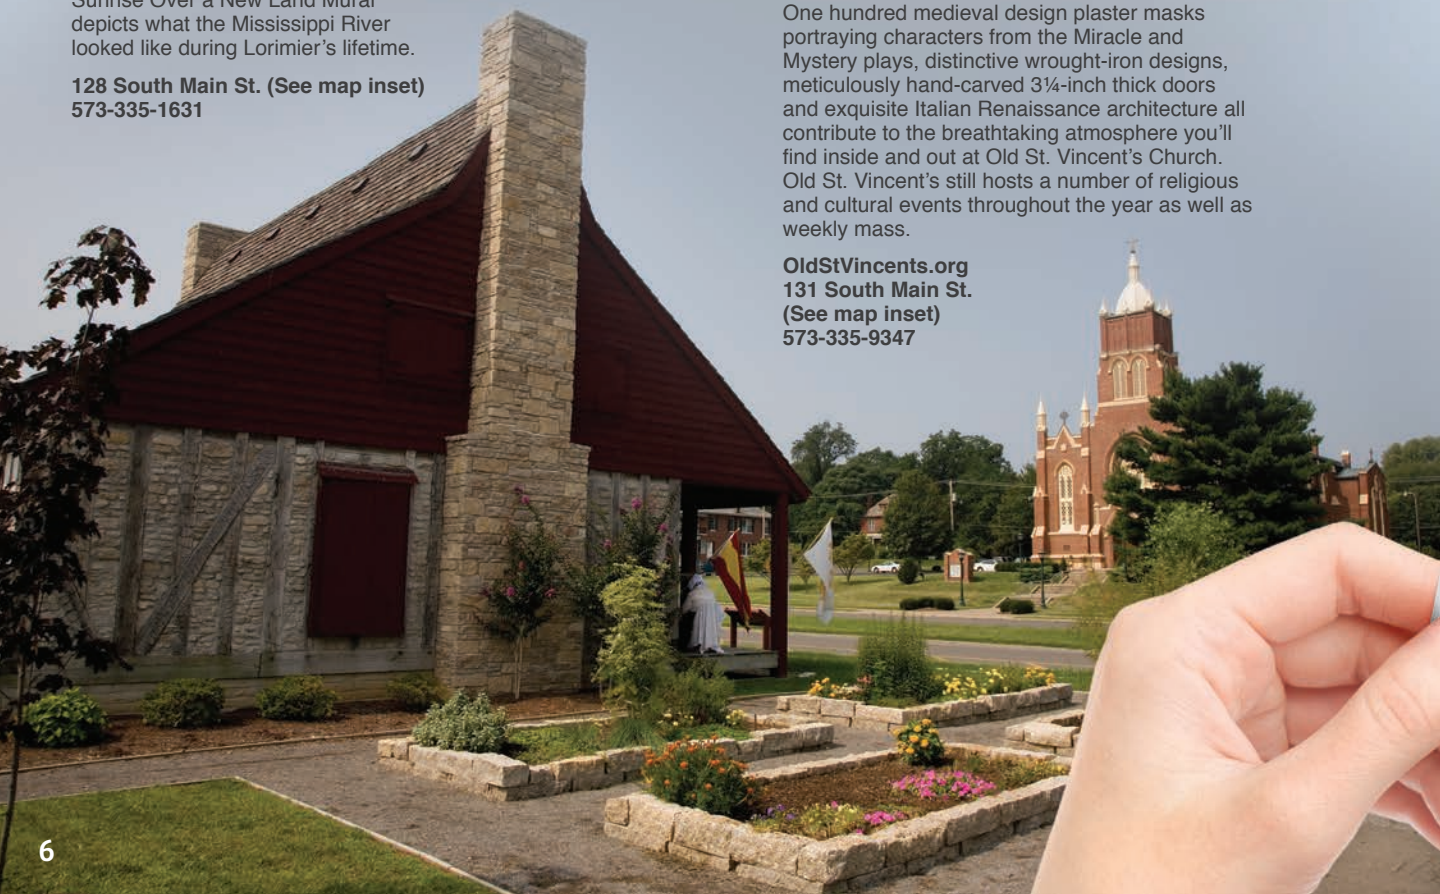 Sunrise Over a New Land Mural
depicts what the Mississippi River
looked like during Lorimier’s lifetime.
128 South Main St. (See map inset)
573-335-1631
One hundred medieval design plaster masks
portraying characters from the Miracle and
Mystery plays, distinctive wrought-iron designs,
meticulously hand-carved 3¼-inch thick doors
and exquisite Italian Renaissance architecture all
contribute to the breathtaking atmosphere you’ll
find inside and out at Old St. Vincent’s Church.
Old St. Vincent’s still hosts a number of religious
and cultural events throughout the year as well as
weekly mass.
OldStVincents.org
131 South Main St.
(See map inset)
573-335-9347
6